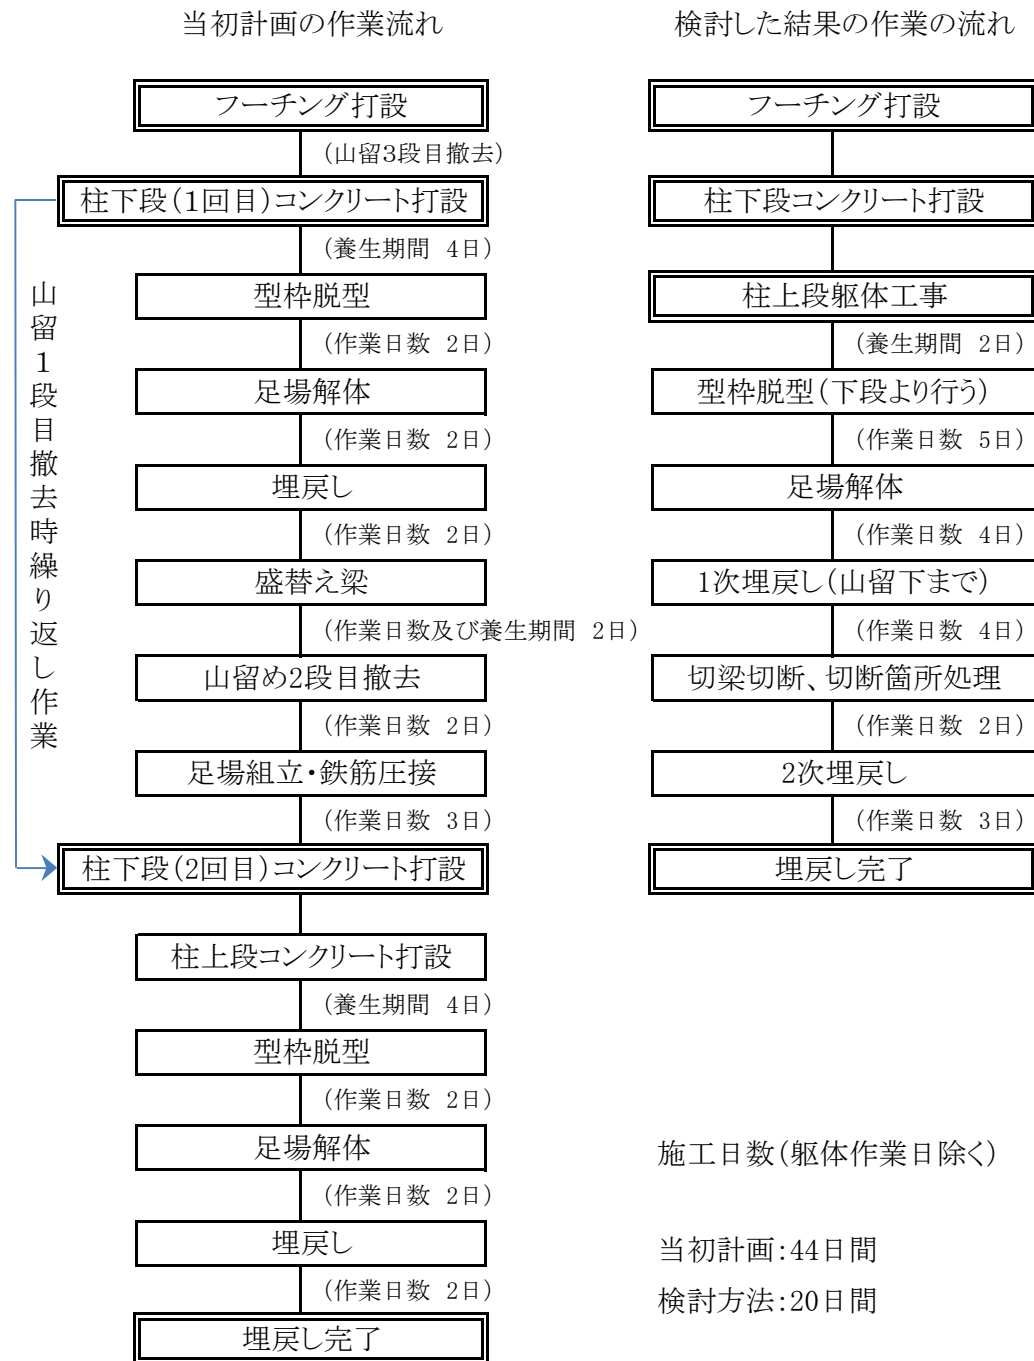 当初計画の作業流れ
フーチング打設
(山留3段目撤去)
柱下段(1回目)コンクリート打設
(養生期間 4日)
型枠脱型
(作業日数 2日)
足場解体
(作業日数 2日)
埋戻し
(作業日数 2日)
盛替え梁
(作業日数及び養生期間 2日)
山留め2段目撤去
(作業日数 2日)
足場組立・鉄筋圧接
(作業日数 3日)
柱下段(2回目)コンクリート打設
柱上段コンクリート打設
(養生期間 4日)
型枠脱型
(作業日数 2日)
足場解体
(作業日数 2日)
埋戻し
(作業日数 2日)
埋戻し完了
山留1段目撤去時繰り返し作業
検討した結果の作業の流れ
フーチング打設
柱下段コンクリート打設
柱上段躯体工事
(養生期間 2日)
型枠脱型(下段より行う)
(作業日数 5日)
足場解体
(作業日数 4日)
1次埋戻し(山留下まで)
(作業日数 4日)
切梁切断、切断箇所処理
(作業日数 2日)
2次埋戻し
(作業日数 3日)
埋戻し完了
施工日数(躯体作業日除く)
当初計画:44日間
検討方法:20日間